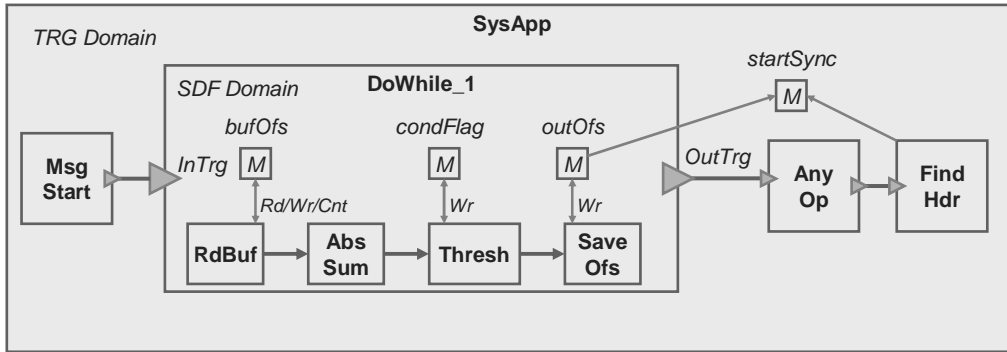 SysApp
TRG Domain
startSync
M
SDF Domain
DoWhile_1
bufOfs
condFlag
outOfs
M
M
M
Msg
Start
InTrg
OutTrg
Any
Op
Find
Hdr
Rd/Wr/Cnt
Wr
Wr
RdBuf
Abs
Sum
Thresh
Save
Ofs